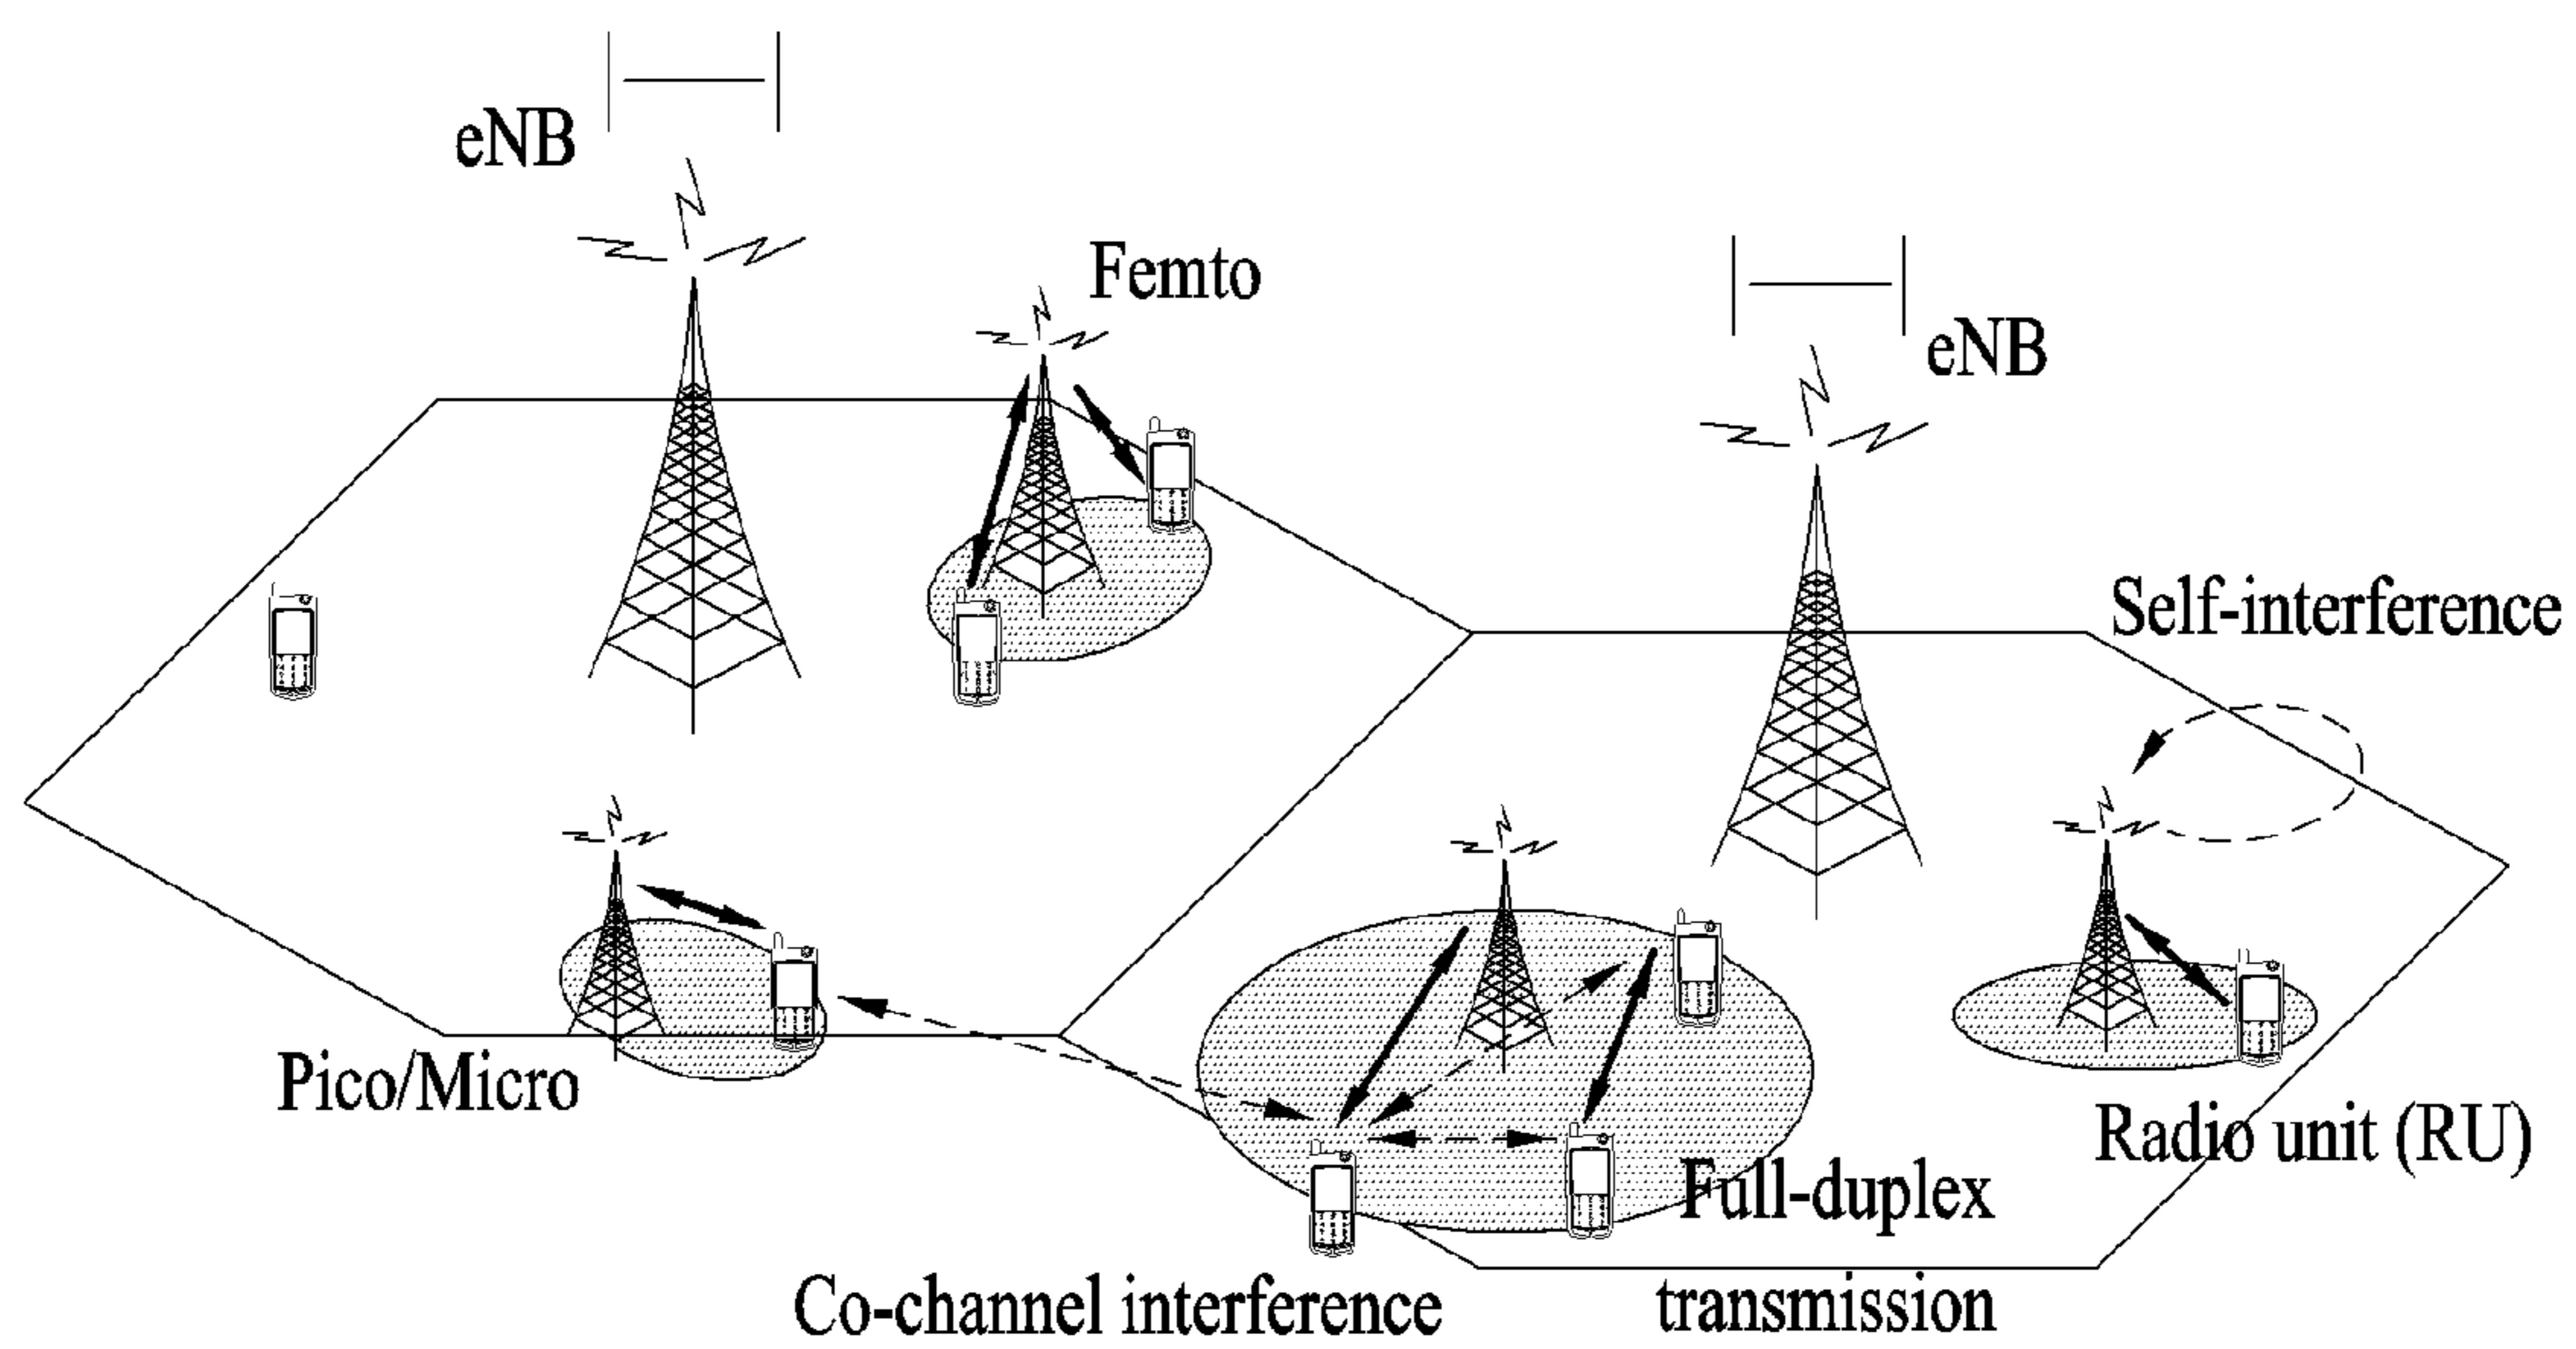 eNB
Femto
eNB
Self-interference
Pico/Micro
Radio unit (RU)
Full-duplex
transmission
Co-channel interference